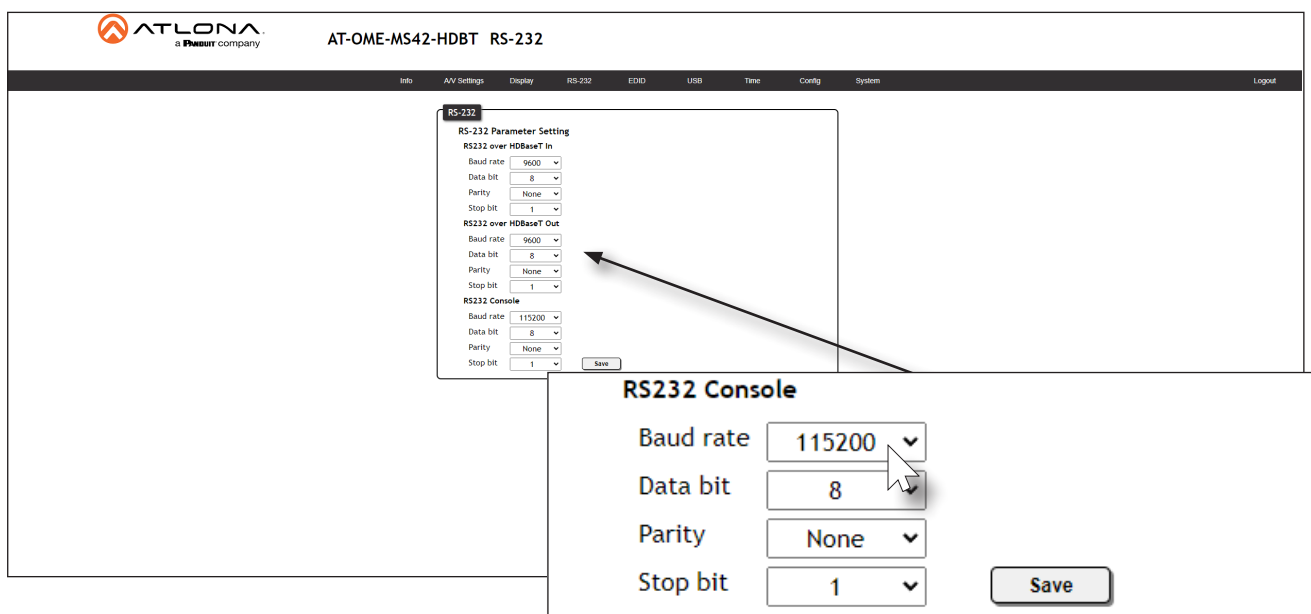 ATLONA.
a PANDUIT company
AT-OME-MS42-HDBT RS-232
Info A/V Settings Display RS-232 EDID USB Time Config System Logout
RS-232
RS-232 Parameter Setting
RS232 over HDBaseT In
Baud rate 9600
Data bit 8
Parity None
Stop bit 1
RS232 over HDBaseT Out
Baud rate 9600
Data bit 8
Parity None
Stop bit 1
RS232 Console
Baud rate 115200
Data bit 8
Parity None
Stop bit 1 Save
RS232 Console
Baud rate 115200
Data bit 8
Parity None
Stop bit 1 Save